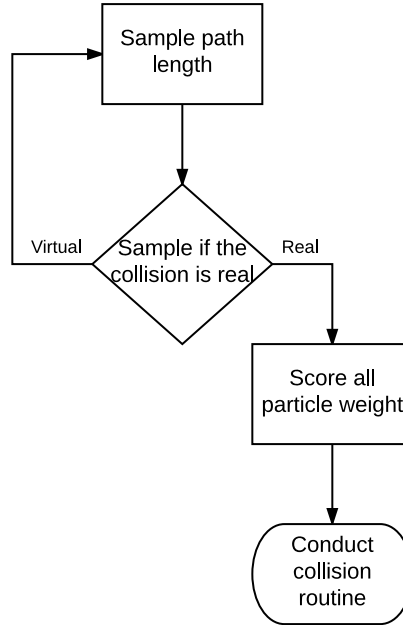 Sample path
length
Sample if the
collision is real
Virtual
Real
Score all
particle weight
Conduct
collision
routine